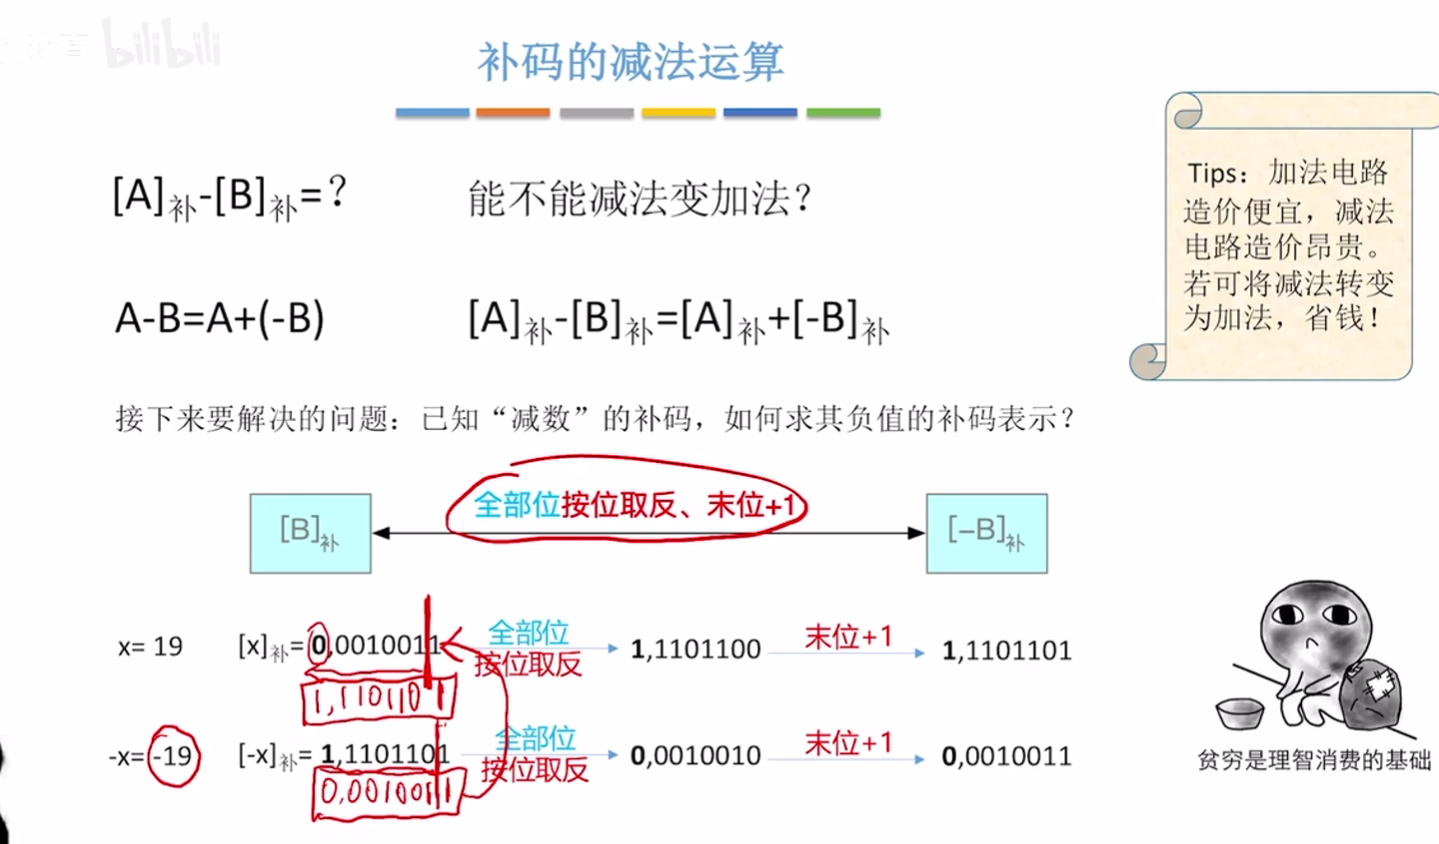 bilibili
补码的减法运算
[A]补-[B]补=？ 能不能减法变加法？
Tips：加法电路
造价便宜，减法
电路造价昂贵。
若可将减法转变
为加法，省钱！
A-B=A+(-B) [A]补-[B]补=[A]补+[-B]补
接下来要解决的问题：已知“减数”的补码，如何求其负值的补码表示？
[B]补 全部位按位取反、末位+1 [−B]补
x= 19 [x]补= 0,0010011 全部位 按位取反 1,1101100 末位+1 1,1101101
1,1101101
-x= -19 [-x]补= 1,1101101 全部位 按位取反 0,0010010 末位+1 0,0010011
0,0010011
贫穷是理智消费的基础